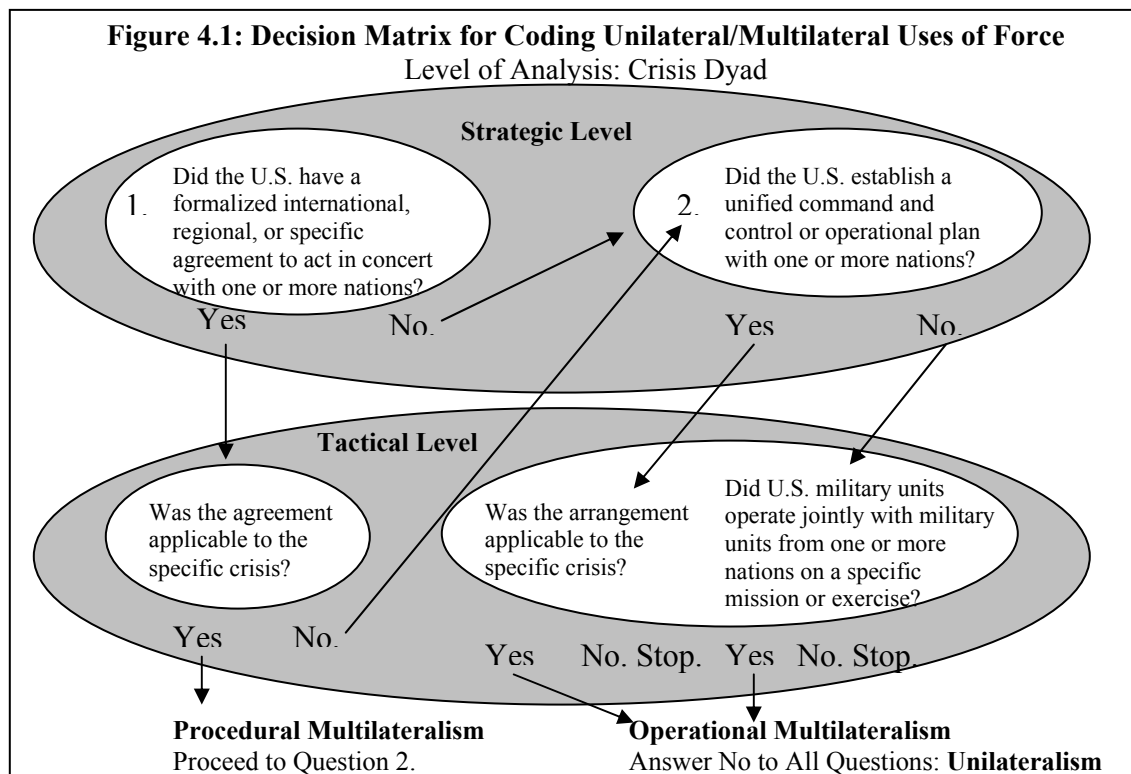 Figure 4.1: Decision Matrix for Coding Unilateral/Multilateral Uses of Force
Level of Analysis: Crisis Dyad
Strategic Level
1.
Did the U.S. have a
formalized international,
regional, or specific
agreement to act in concert
with one or more nations?
Yes
No.
2.
Did the U.S. establish a
unified command and
control or operational plan
with one or more nations?
Yes
No.
Tactical Level
Was the agreement
applicable to the
specific crisis?
Yes
No.
Was the arrangement
applicable to the
specific crisis?
Did U.S. military units
operate jointly with military
units from one or more
nations on a specific
mission or exercise?
Yes No. Stop. Yes No. Stop.
Procedural Multilateralism
Proceed to Question 2.
Operational Multilateralism
Answer No to All Questions: Unilateralism